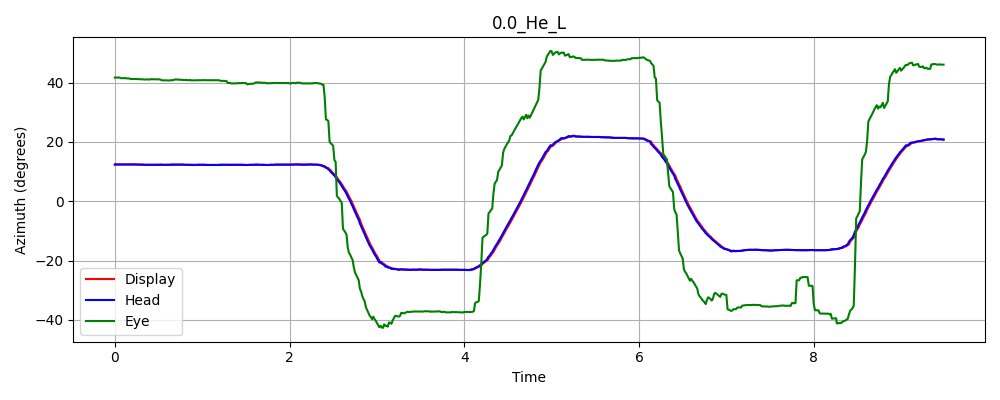 0.0_He_L
Azimuth (degrees)
40
20
0
−20
−40
Display
Head
Eye
0 2 4 6 8
Time